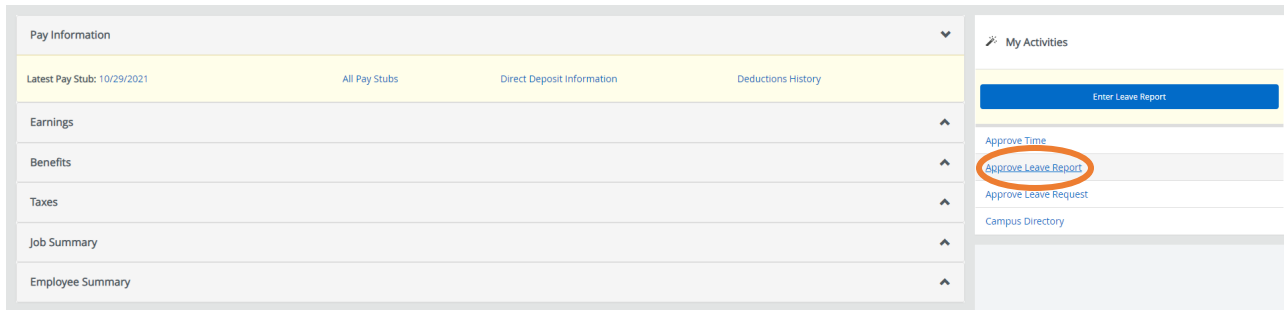 Pay Information
Latest Pay Stub: 10/29/2021 All Pay Stubs Direct Deposit Information Deductions History
Earnings
Benefits
Taxes
Job Summary
Employee Summary
My Activities
Enter Leave Report
Approve Time
Approve Leave Report
Approve Leave Request
Campus Directory